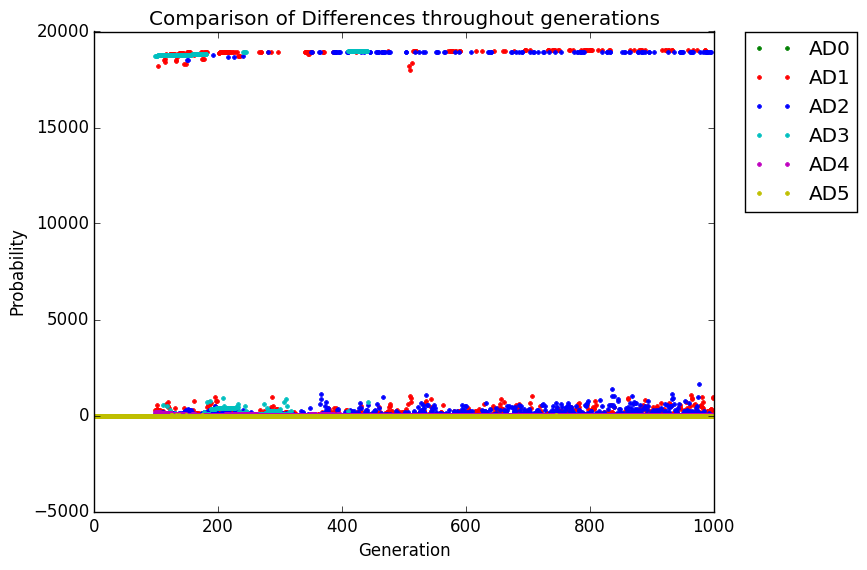 Comparison of Differences throughout generations
20000
15000
10000
5000
0
−5000
Probability
0 200 400 600 800 1000
Generation
AD0
AD1
AD2
AD3
AD4
AD5